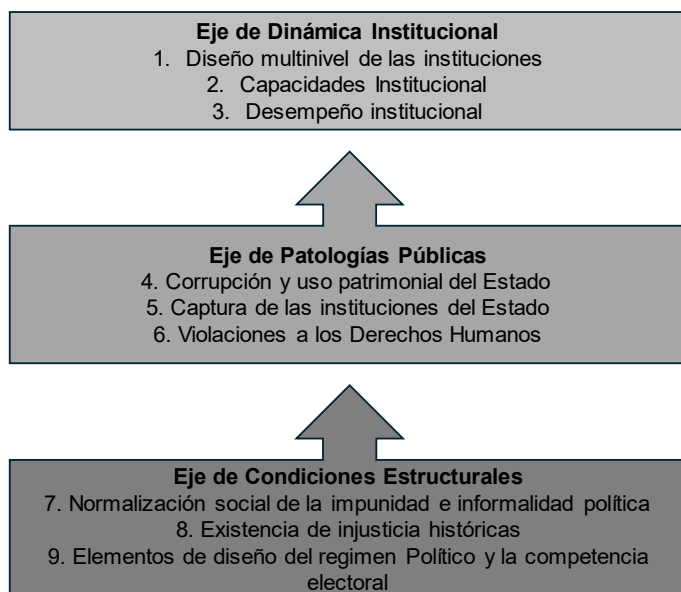 Eje de Dinámica Institucional
1. Diseño multinivel de las instituciones
2. Capacidades Institucional
3. Desempeño institucional
Eje de Patologías Públicas
4. Corrupción y uso patrimonial del Estado
5. Captura de las instituciones del Estado
6. Violaciones a los Derechos Humanos
Eje de Condiciones Estructurales
7. Normalización social de la impunidad e informalidad política
8. Existencia de injusticia históricas
9. Elementos de diseño del regimen Político y la competencia
electoral